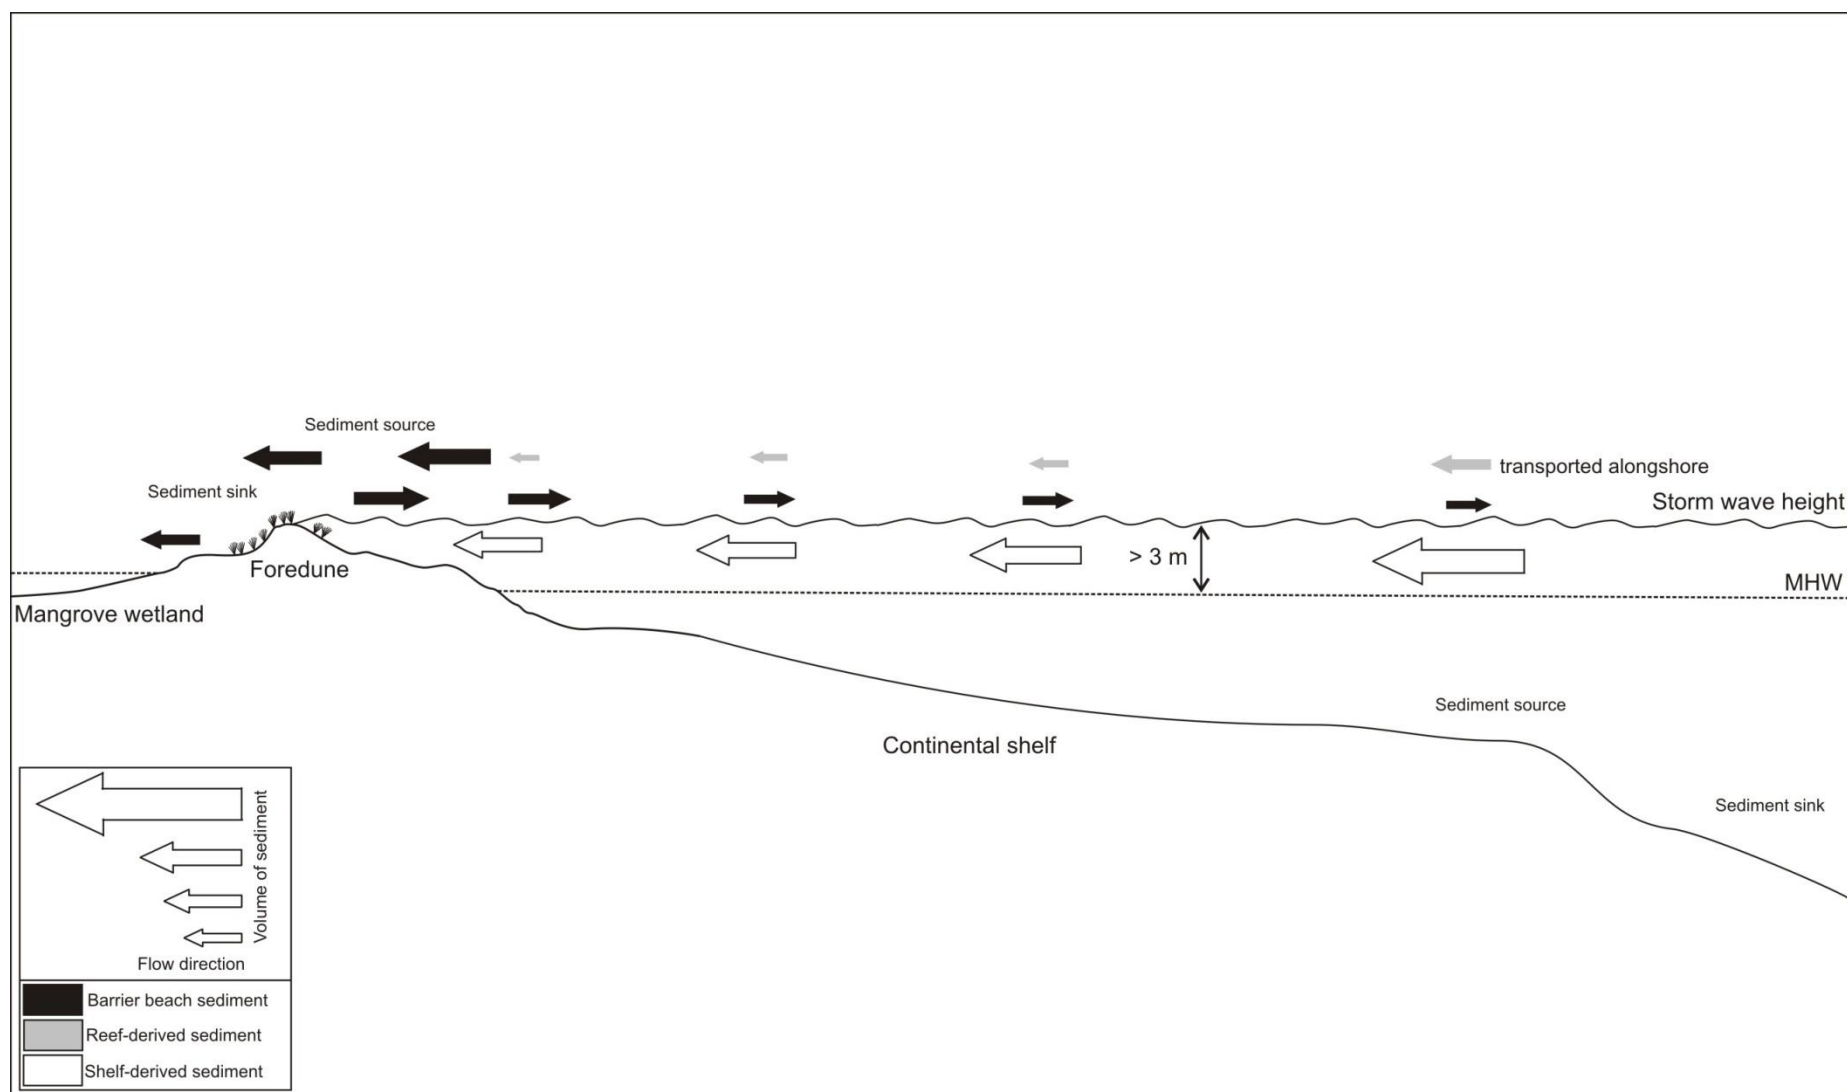 Sediment source
transported alongshore
Sediment sink
Storm wave height
Foredune
> 3 m
MHW
Mangrove wetland
Sediment source
Continental shelf
Sediment sink
Volume of sediment
Flow direction
Barrier beach sediment
Reef-derived sediment
Shelf-derived sediment